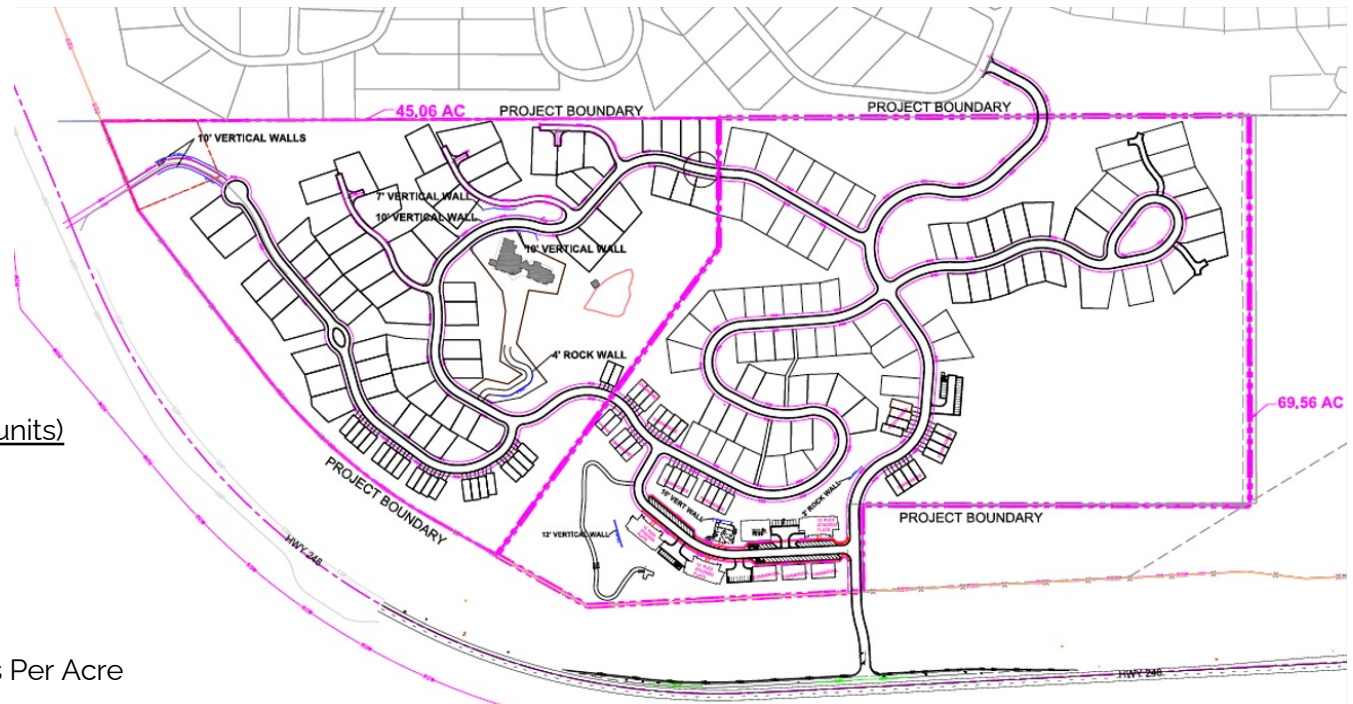 45,06 AC
PROJECT BOUNDARY
PROJECT BOUNDARY
10' VERTICAL WALLS
7' VERTICAL WALL
10' VERTICAL WALL
10' VERTICAL WALL
4' ROCK WALL
69,56 AC
units)
PROJECT BOUNDARY
10' VERT WALL
ROCK WALL
PROJECT BOUNDARY
12' VERTICAL WALL
HWY 248
s Per Acre
HWY 248